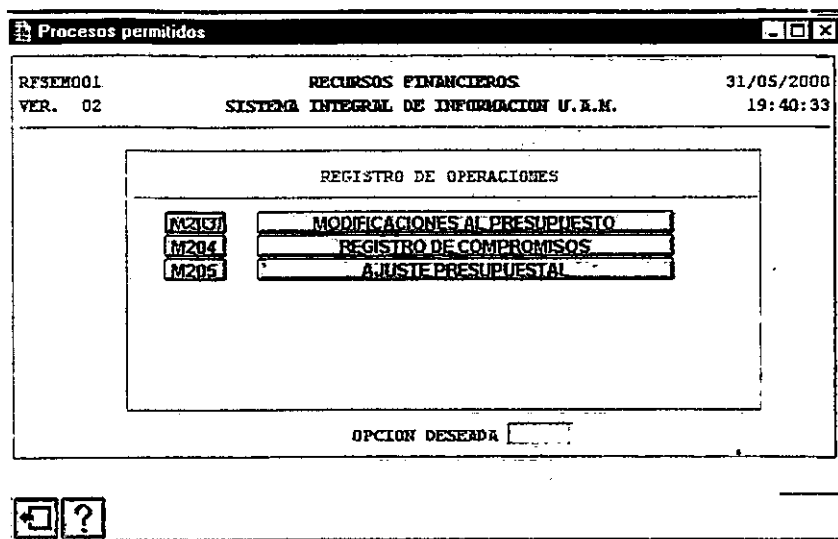 Procesos permitidos
RFSEM001 RECURSOS FINANCIEROS 31/05/2000
VER. 02 SISTEMA INTEGRAL DE INFORMACION U.A.M. 19:40:33
REGISTRO DE OPERACIONES
MODIFICACIONES AL PRESUPUESTO
M204 REGISTRO DE COMPROMISOS
M205 AJUSTE PRESUPUESTAL
OPCION DESEADA
?